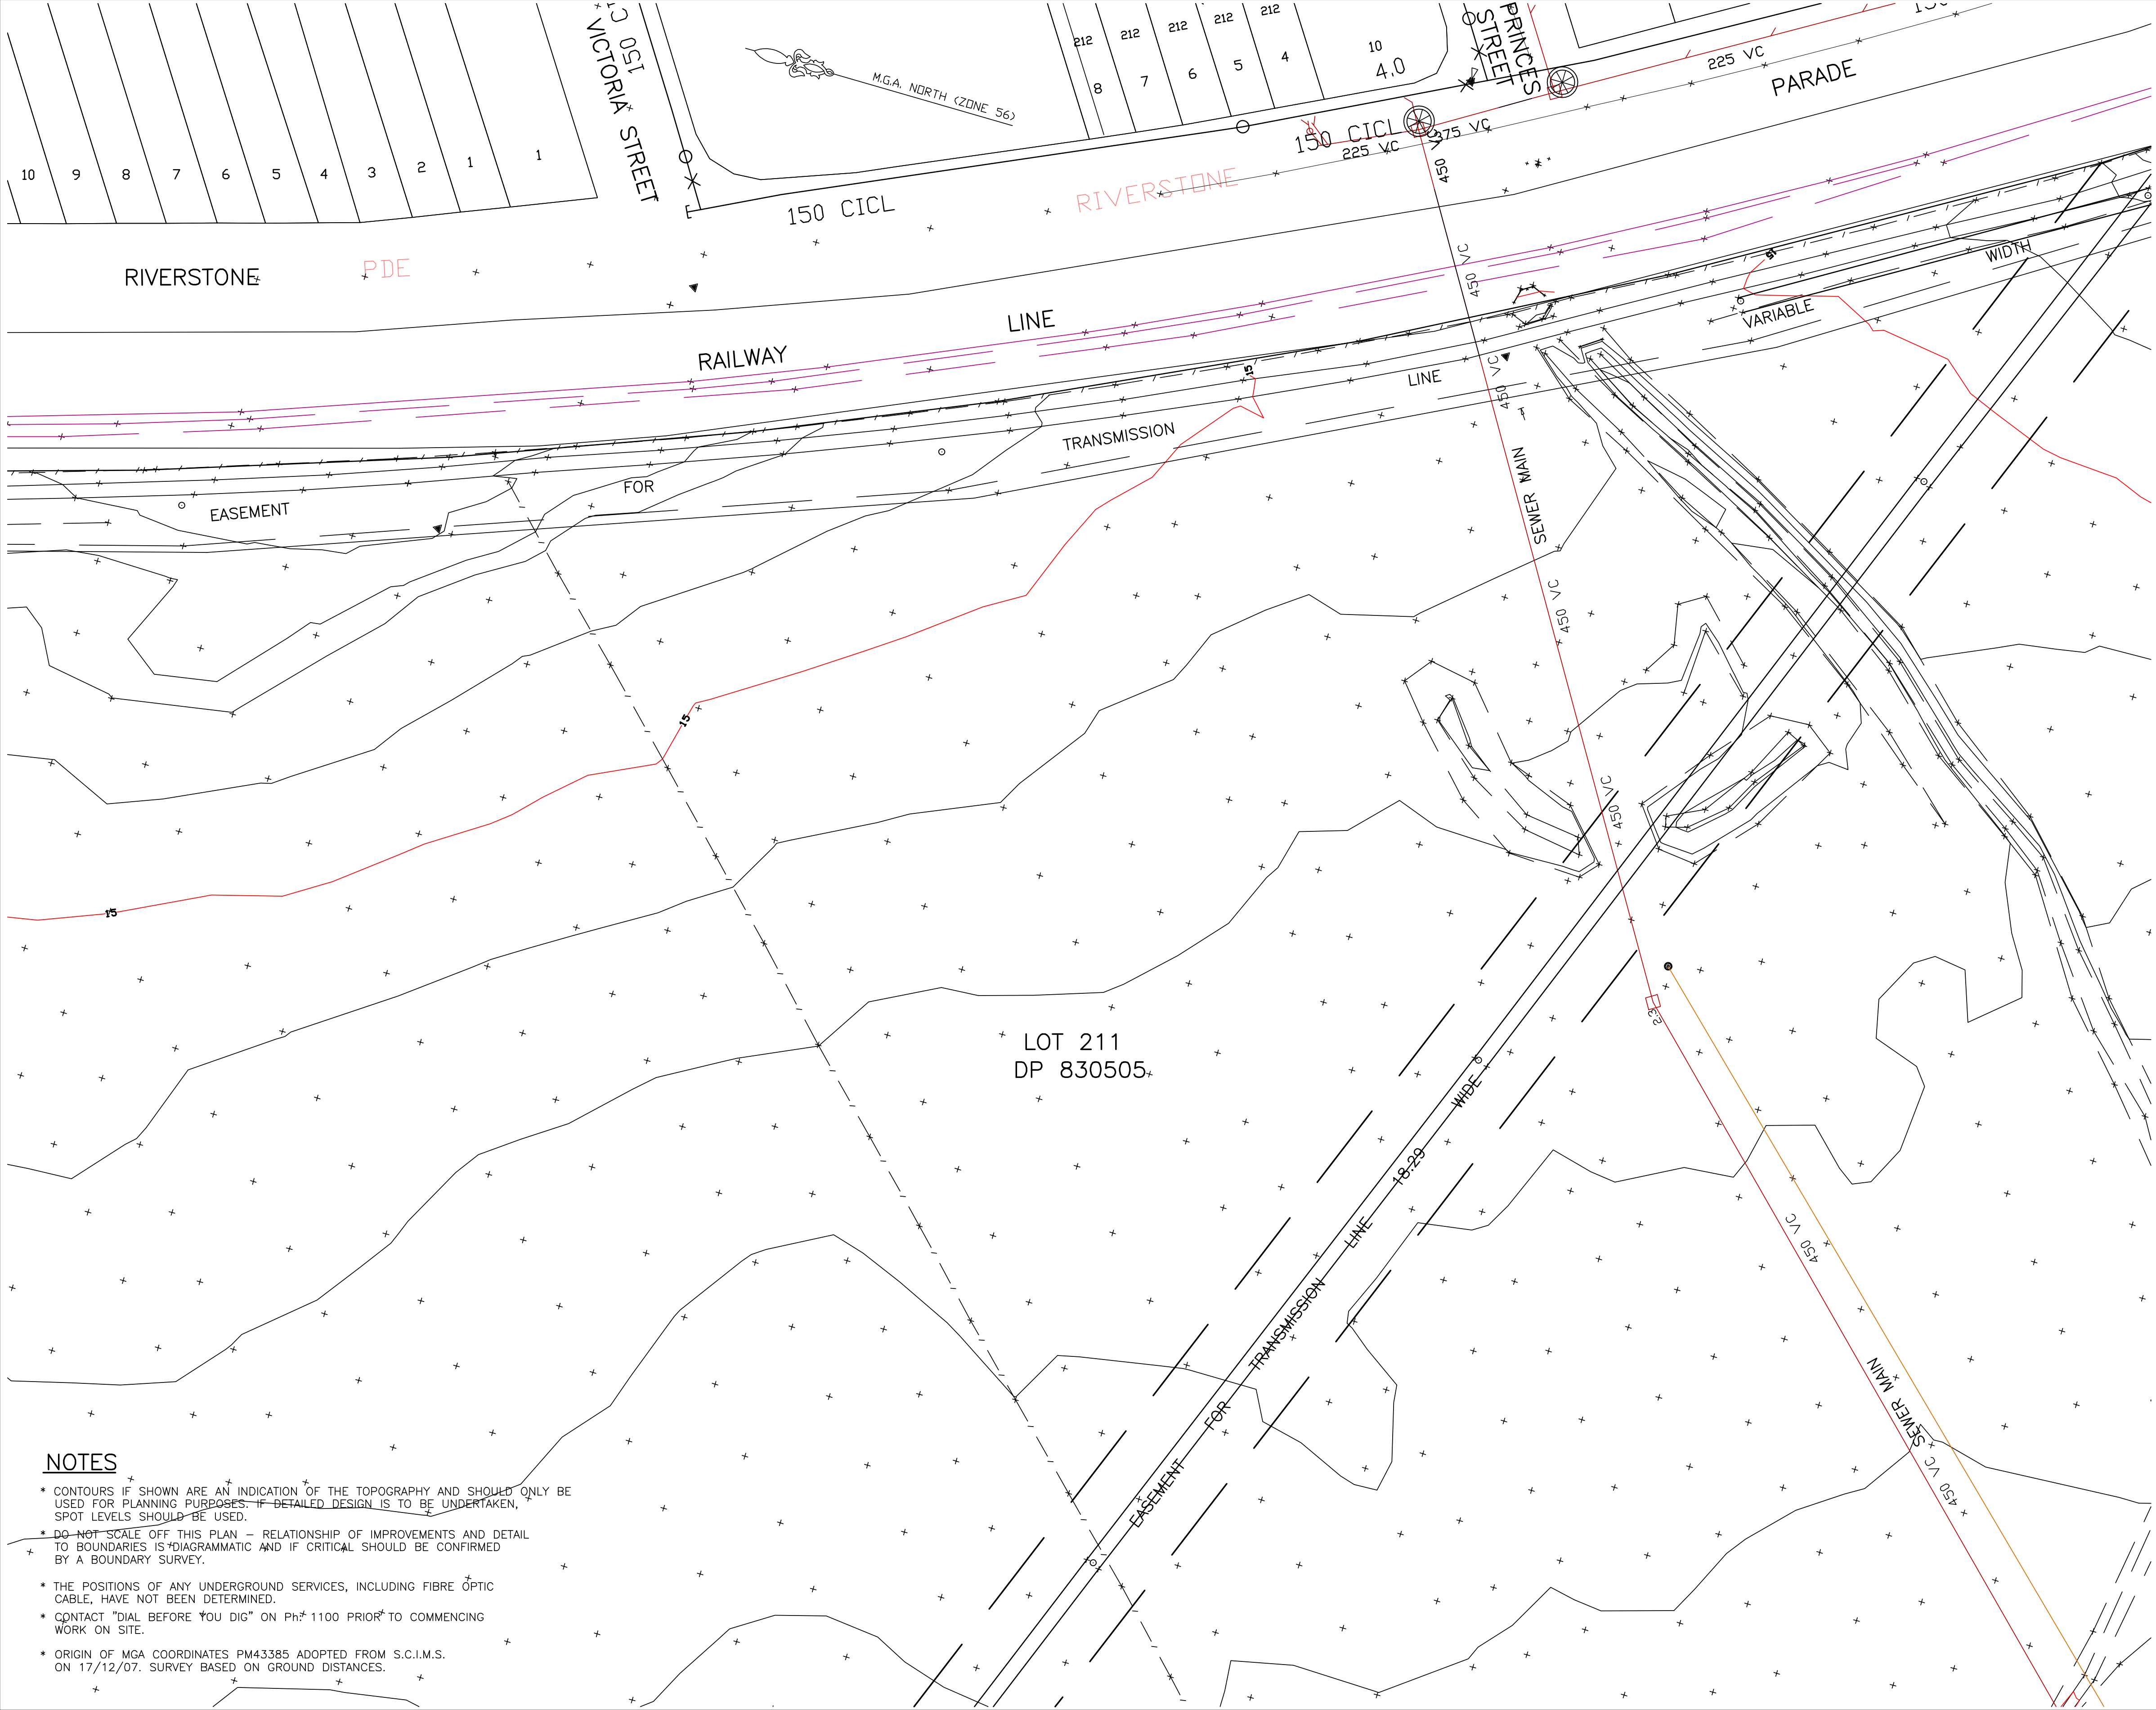 VICTORIA STREET
150
M.G.A. NORTH (ZONE 56)
212
212
212
212
212
8
7
6
5
4
10
4.0
PRINCES
STREET
225 VC
PARADE
10
9
8
7
6
5
4
3
2
1
1
150 CICL
RIVERSTONE
150 CICL
225 VC
375 VC
450 VC
RIVERSTONE
PDE
RAILWAY
LINE
450 VC
EASEMENT
FOR
TRANSMISSION
LINE
VARIABLE
WIDTH
15
15
450 VC
SEWER MAIN
450 VC
450 VC
15
15
LOT 211
DP 830505
2.3
EASEMENT
FOR
TRANSMISSION
LINE
18.29
WIDE
450 VC
SEWER MAIN
450 VC
NOTES
* CONTOURS IF SHOWN ARE AN INDICATION OF THE TOPOGRAPHY AND SHOULD ONLY BE
USED FOR PLANNING PURPOSES. IF DETAILED DESIGN IS TO BE UNDERTAKEN,
SPOT LEVELS SHOULD BE USED.
* DO NOT SCALE OFF THIS PLAN – RELATIONSHIP OF IMPROVEMENTS AND DETAIL
TO BOUNDARIES IS DIAGRAMMATIC AND IF CRITICAL SHOULD BE CONFIRMED
BY A BOUNDARY SURVEY.
* THE POSITIONS OF ANY UNDERGROUND SERVICES, INCLUDING FIBRE OPTIC
CABLE, HAVE NOT BEEN DETERMINED.
* CONTACT "DIAL BEFORE YOU DIG" ON Ph: 1100 PRIOR TO COMMENCING
WORK ON SITE.
* ORIGIN OF MGA COORDINATES PM43385 ADOPTED FROM S.C.I.M.S.
ON 17/12/07. SURVEY BASED ON GROUND DISTANCES.